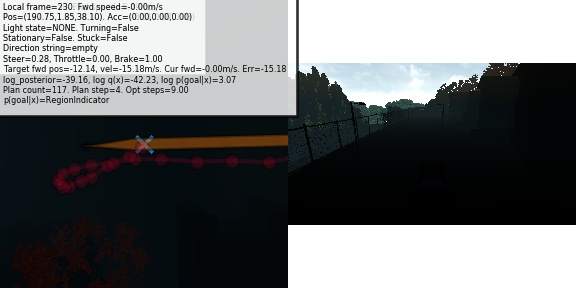 Local frame=230. Fwd speed=-0.00m/s
Pos=(190.75,1.85,38.10). Acc=(0.00,0.00,0.00)
Light state=NONE. Turning=False
Stationary=False. Stuck=False
Direction string=empty
Steer=0.28, Throttle=0.00, Brake=1.00
Target fwd pos=-12.14, vel=-15.18m/s. Cur fwd=-0.00m/s. Err=-15.18
log_posterior=-39.16, log q(x)=-42.23, log p(goal|x)=3.07
Plan count=117. Plan step=4. Opt steps=9.00
p(goal|x)=RegionIndicator